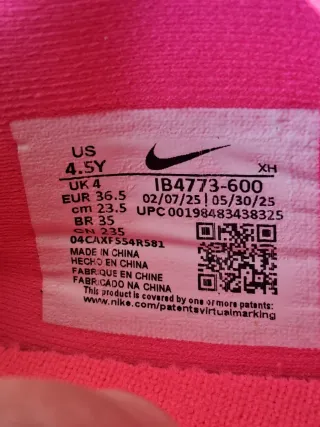 US
4.5Y
XH
UK 4
IB4773-600
EUR 36.5
02/07/25 | 05/30/25
cm 23.5
UPC 00198483438325
BR 35
CN 235
04CAXF554R581
MADE IN CHINA
HECHO EN CHINA
FABRIQUE EN CHINE
FABRICADO NA CHINA
This product is covered by one or more patents:
www.nike.com/patentsvirtualmarking